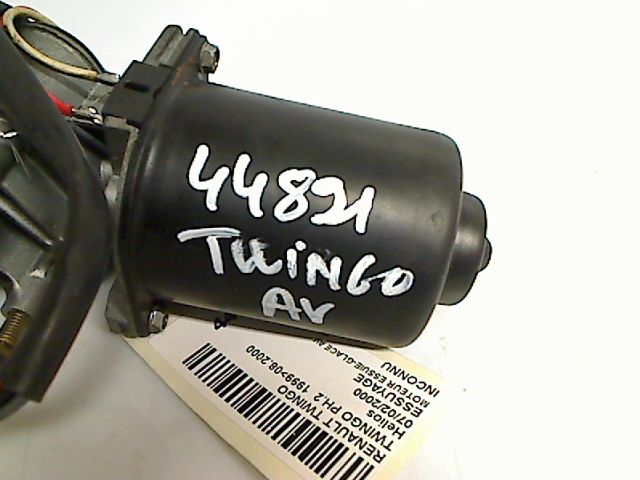 44821
TWINGO
AV
RENAULT TWINGO
TWINGO PH.2 1999>08.2000
Helios
07/02/2000
ESSUYAGE
MOTEUR ESSUIE-GLACE AV
INCONNU